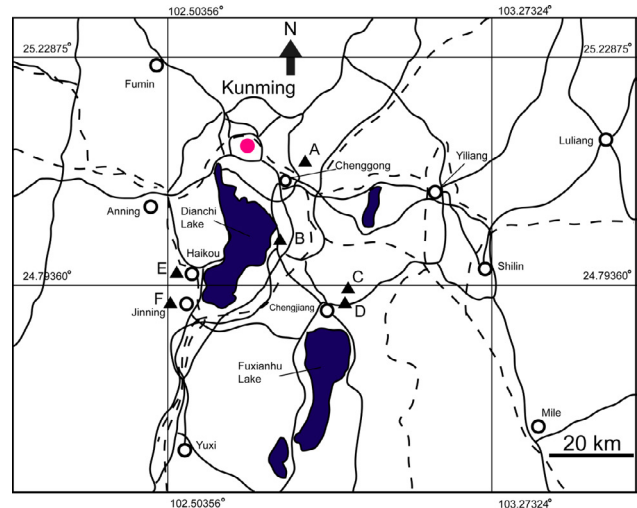 102.50356°
103.27324°
N
25.22875°
25.22875°
Fumin
Kunming
A
Chenggong
Yiliang
Luliang
Anning
Dianchi
Lake
B
Haikou
E
Shilin
24.79360°
24.79360°
C
F
D
Jinning
Chengjiang
Fuxianhu
Lake
Mile
Yuxi
20 km
102.50356°
103.27324°